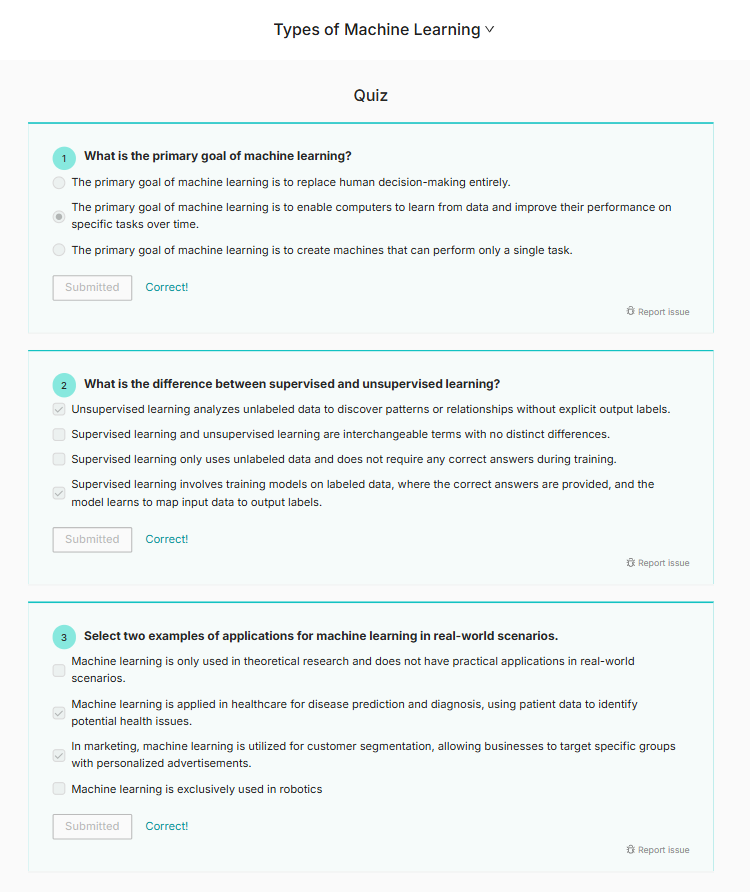 Types of Machine Learning
Quiz
1
What is the primary goal of machine learning?
The primary goal of machine learning is to replace human decision-making entirely.
The primary goal of machine learning is to enable computers to learn from data and improve their performance on
specific tasks over time.
The primary goal of machine learning is to create machines that can perform only a single task.
Submitted
Correct!
Report issue
2
What is the difference between supervised and unsupervised learning?
Unsupervised learning analyzes unlabeled data to discover patterns or relationships without explicit output labels.
Supervised learning and unsupervised learning are interchangeable terms with no distinct differences.
Supervised learning only uses unlabeled data and does not require any correct answers during training.
Supervised learning involves training models on labeled data, where the correct answers are provided, and the
model learns to map input data to output labels.
Submitted
Correct!
Report issue
3
Select two examples of applications for machine learning in real-world scenarios.
Machine learning is only used in theoretical research and does not have practical applications in real-world
scenarios.
Machine learning is applied in healthcare for disease prediction and diagnosis, using patient data to identify
potential health issues.
In marketing, machine learning is utilized for customer segmentation, allowing businesses to target specific groups
with personalized advertisements.
Machine learning is exclusively used in robotics
Submitted
Correct!
Report issue